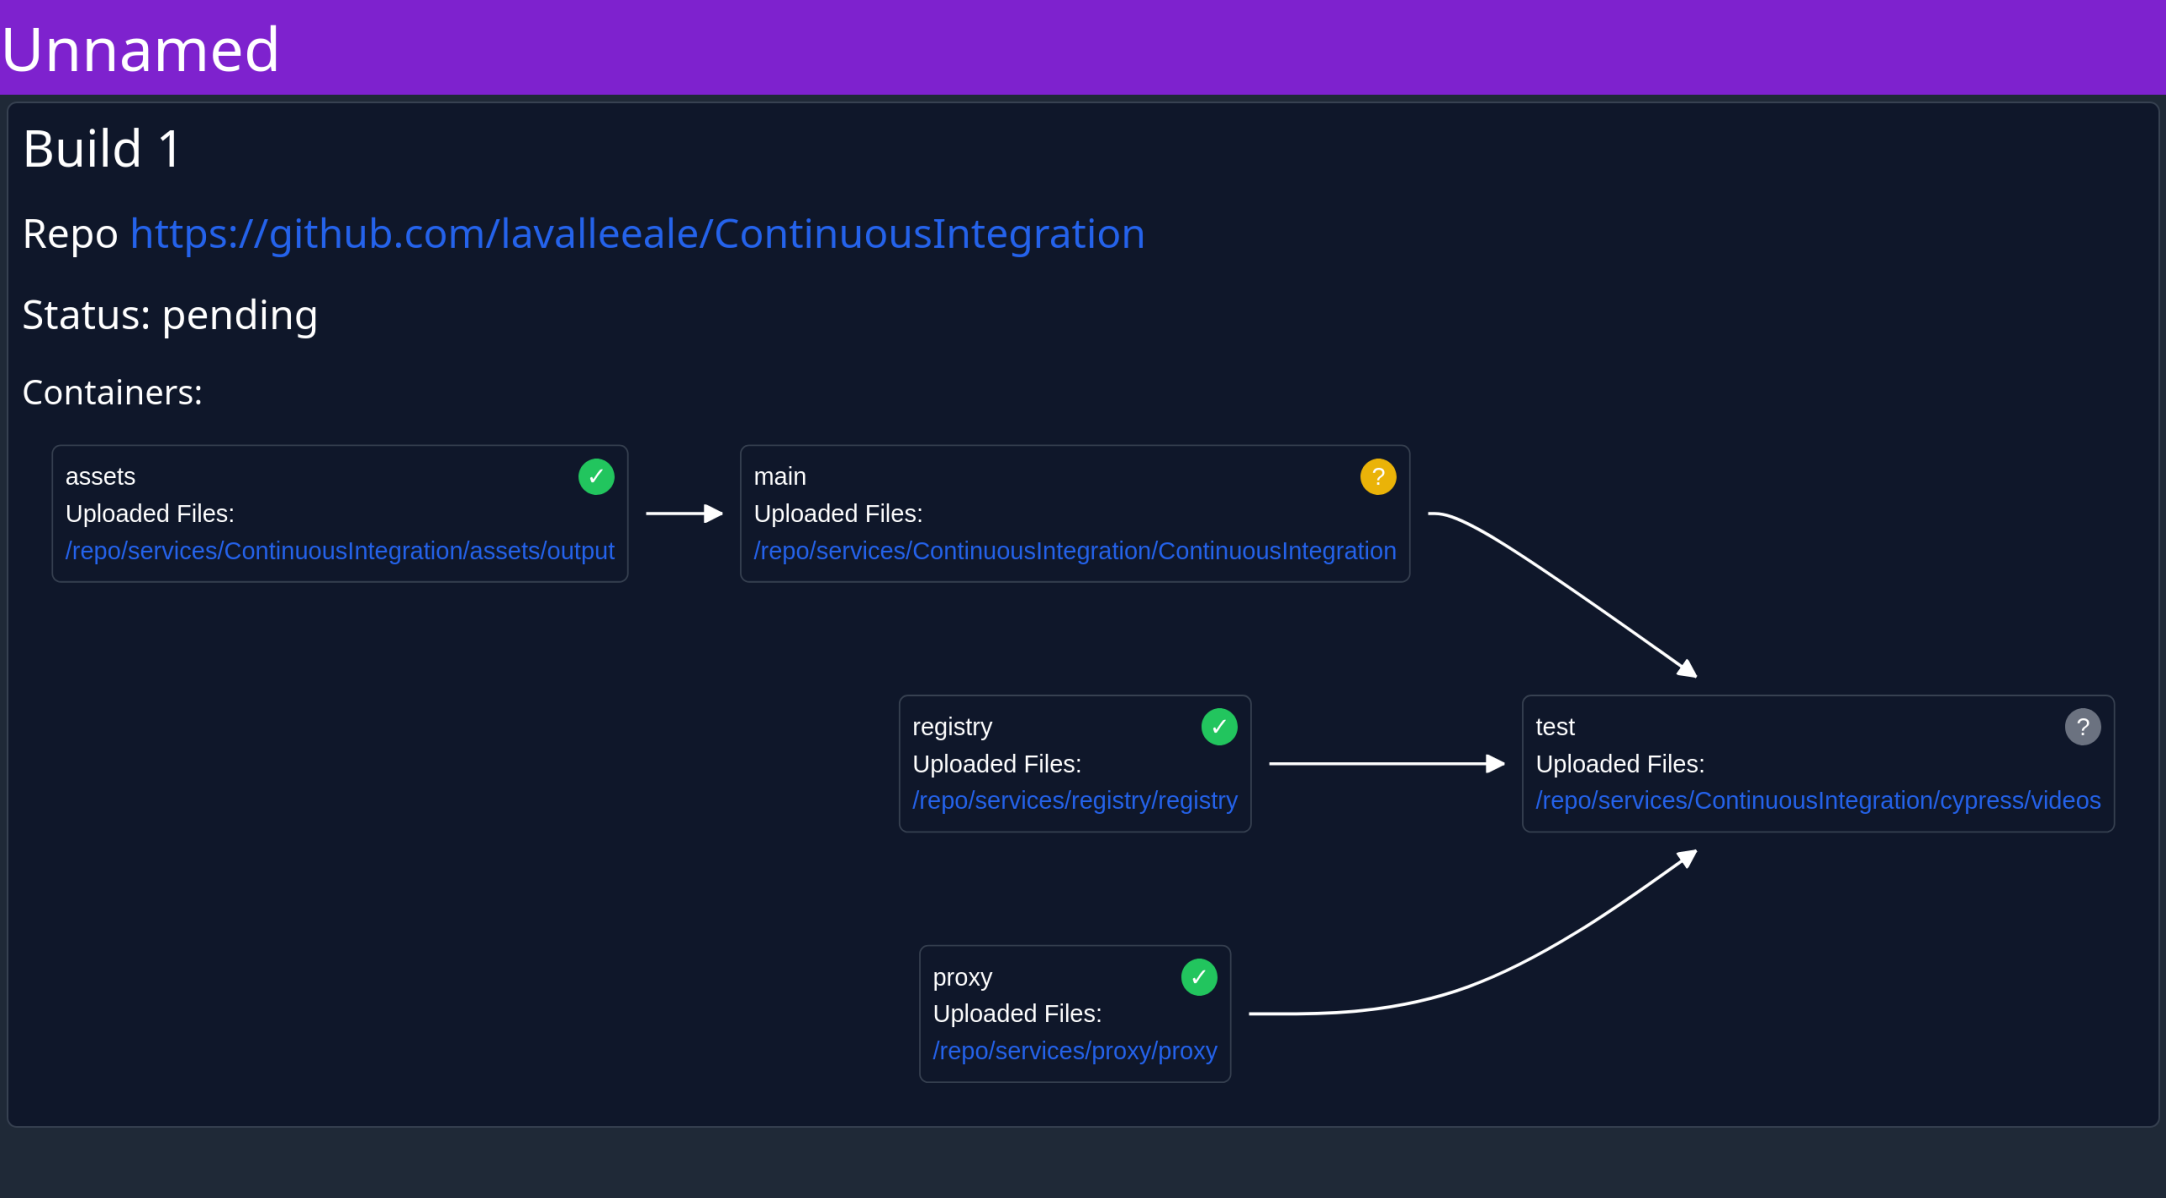 Unnamed
Build 1
Repo https://github.com/lavalleeale/ContinuousIntegration
Status: pending
Containers:
assets ✓
Uploaded Files:
/repo/services/ContinuousIntegration/assets/output
main ?
Uploaded Files:
/repo/services/ContinuousIntegration/ContinuousIntegration
registry ✓
Uploaded Files:
/repo/services/registry/registry
test ?
Uploaded Files:
/repo/services/ContinuousIntegration/cypress/videos
proxy ✓
Uploaded Files:
/repo/services/proxy/proxy